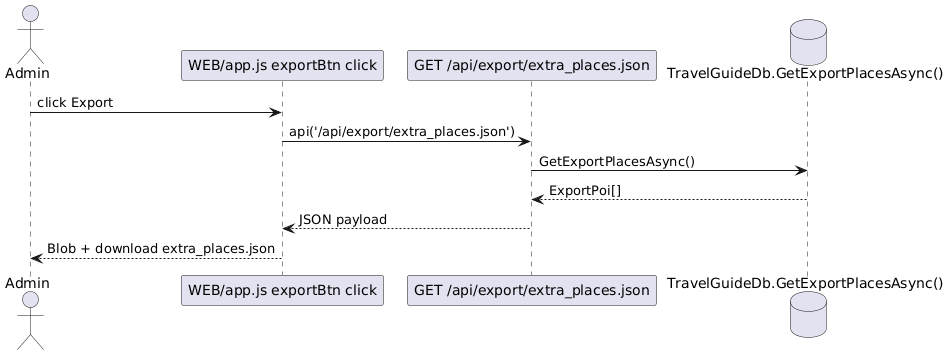 Admin
WEB/app.js exportBtn click
GET /api/export/extra_places.json
TravelGuideDb.GetExportPlacesAsync()
click Export
api('/api/export/extra_places.json')
GetExportPlacesAsync()
ExportPoi[]
JSON payload
Blob + download extra_places.json
Admin
WEB/app.js exportBtn click
GET /api/export/extra_places.json
TravelGuideDb.GetExportPlacesAsync()